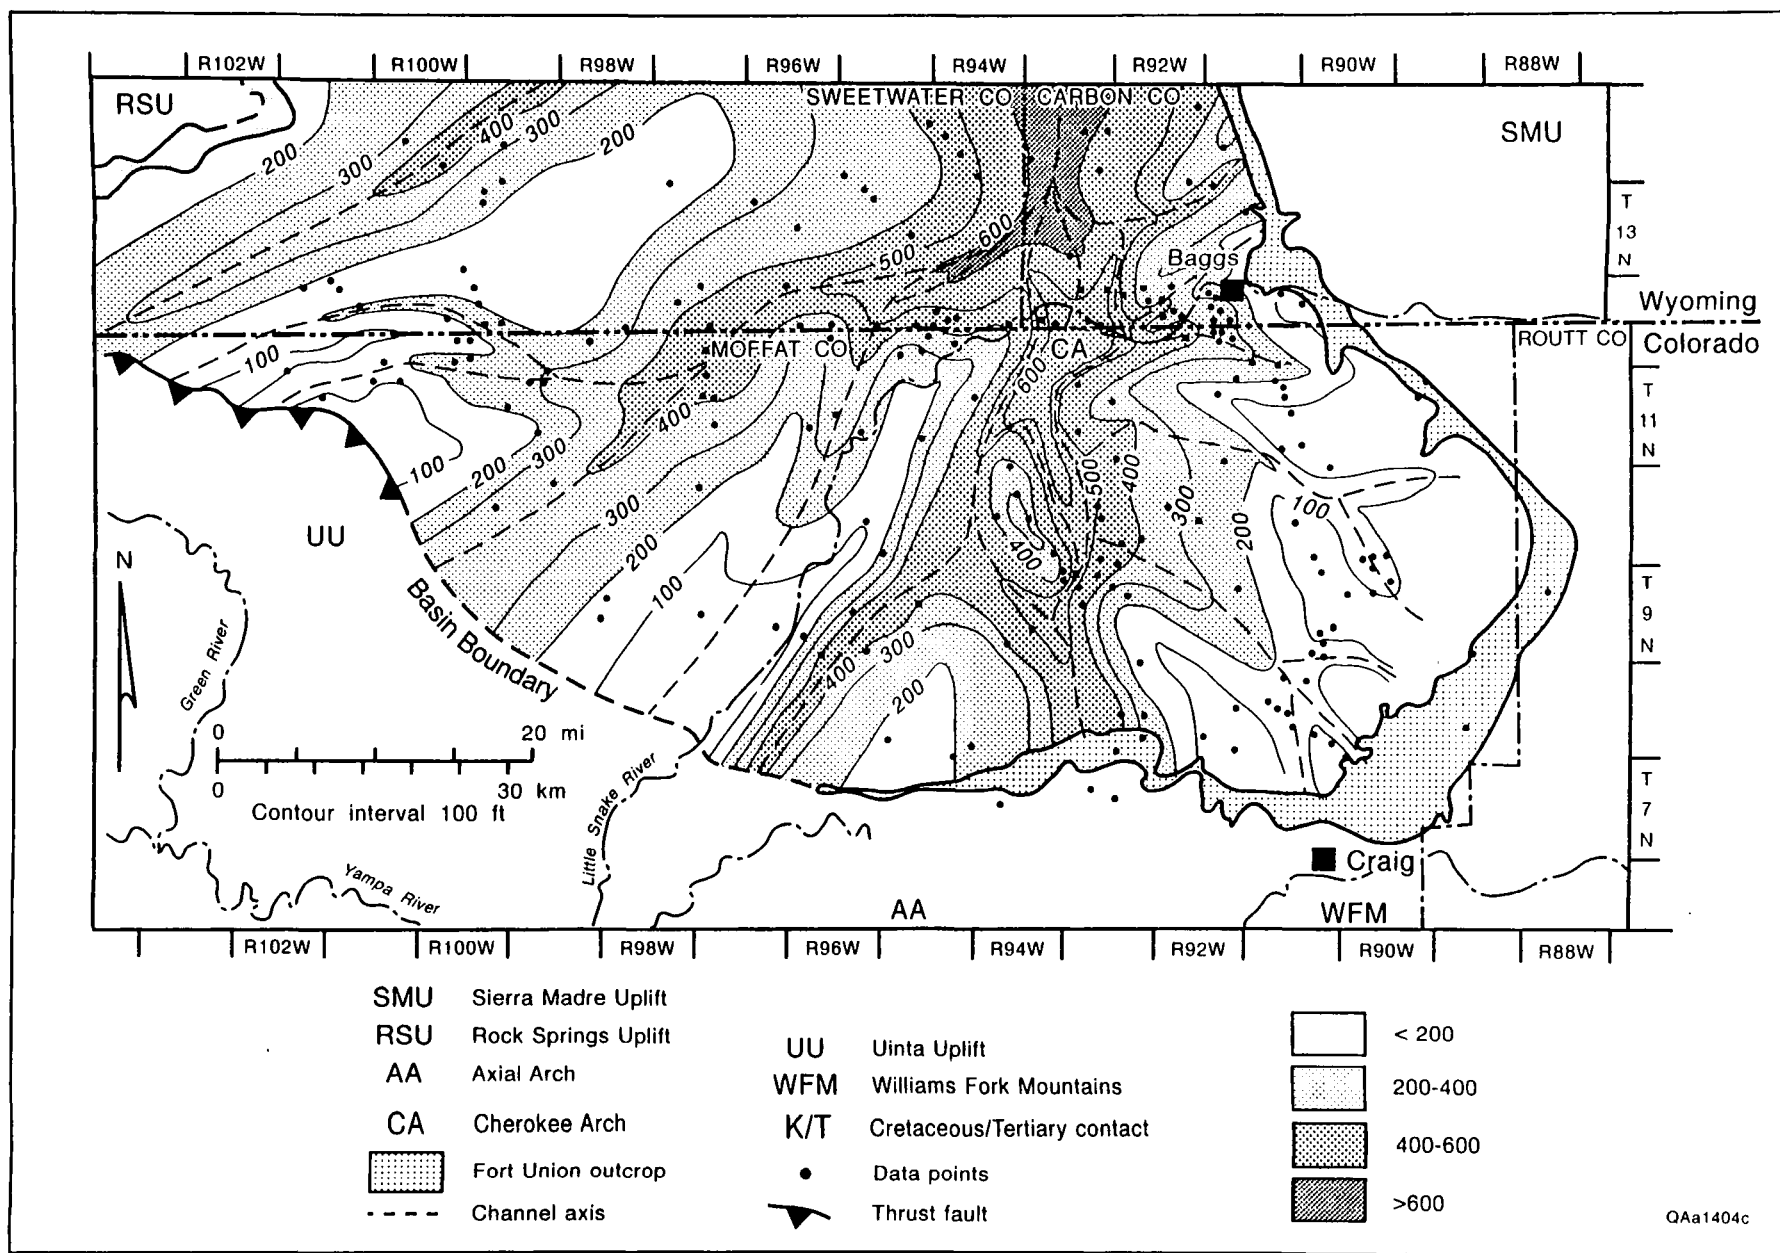 R102W R100W R98W R96W R94W R92W R90W R88W
RSU
SWEETWATER CO CARBON CO
SMU
200 300 400 300 200
T
13
N
500 600
Baggs
Wyoming
Colorado
MOFFAT CO
CA
ROUTT CO
100
600
400
T
11
N
100 200 300
500 400 300 200 100
300
200
100
400
UU
N
Basin Boundary
Green River
T
9
N
400 300 200
0 20 mi
0 30 km
Contour interval 100 ft
Little Snake River
T
7
N
Yampa River
Craig
AA
WFM
R102W R100W R98W R96W R94W R92W R90W R88W
SMU Sierra Madre Uplift
RSU Rock Springs Uplift
AA Axial Arch
CA Cherokee Arch
Fort Union outcrop
Channel axis
UU Uinta Uplift
WFM Williams Fork Mountains
K/T Cretaceous/Tertiary contact
Data points
Thrust fault
< 200
200-400
400-600
>600
QAa1404c